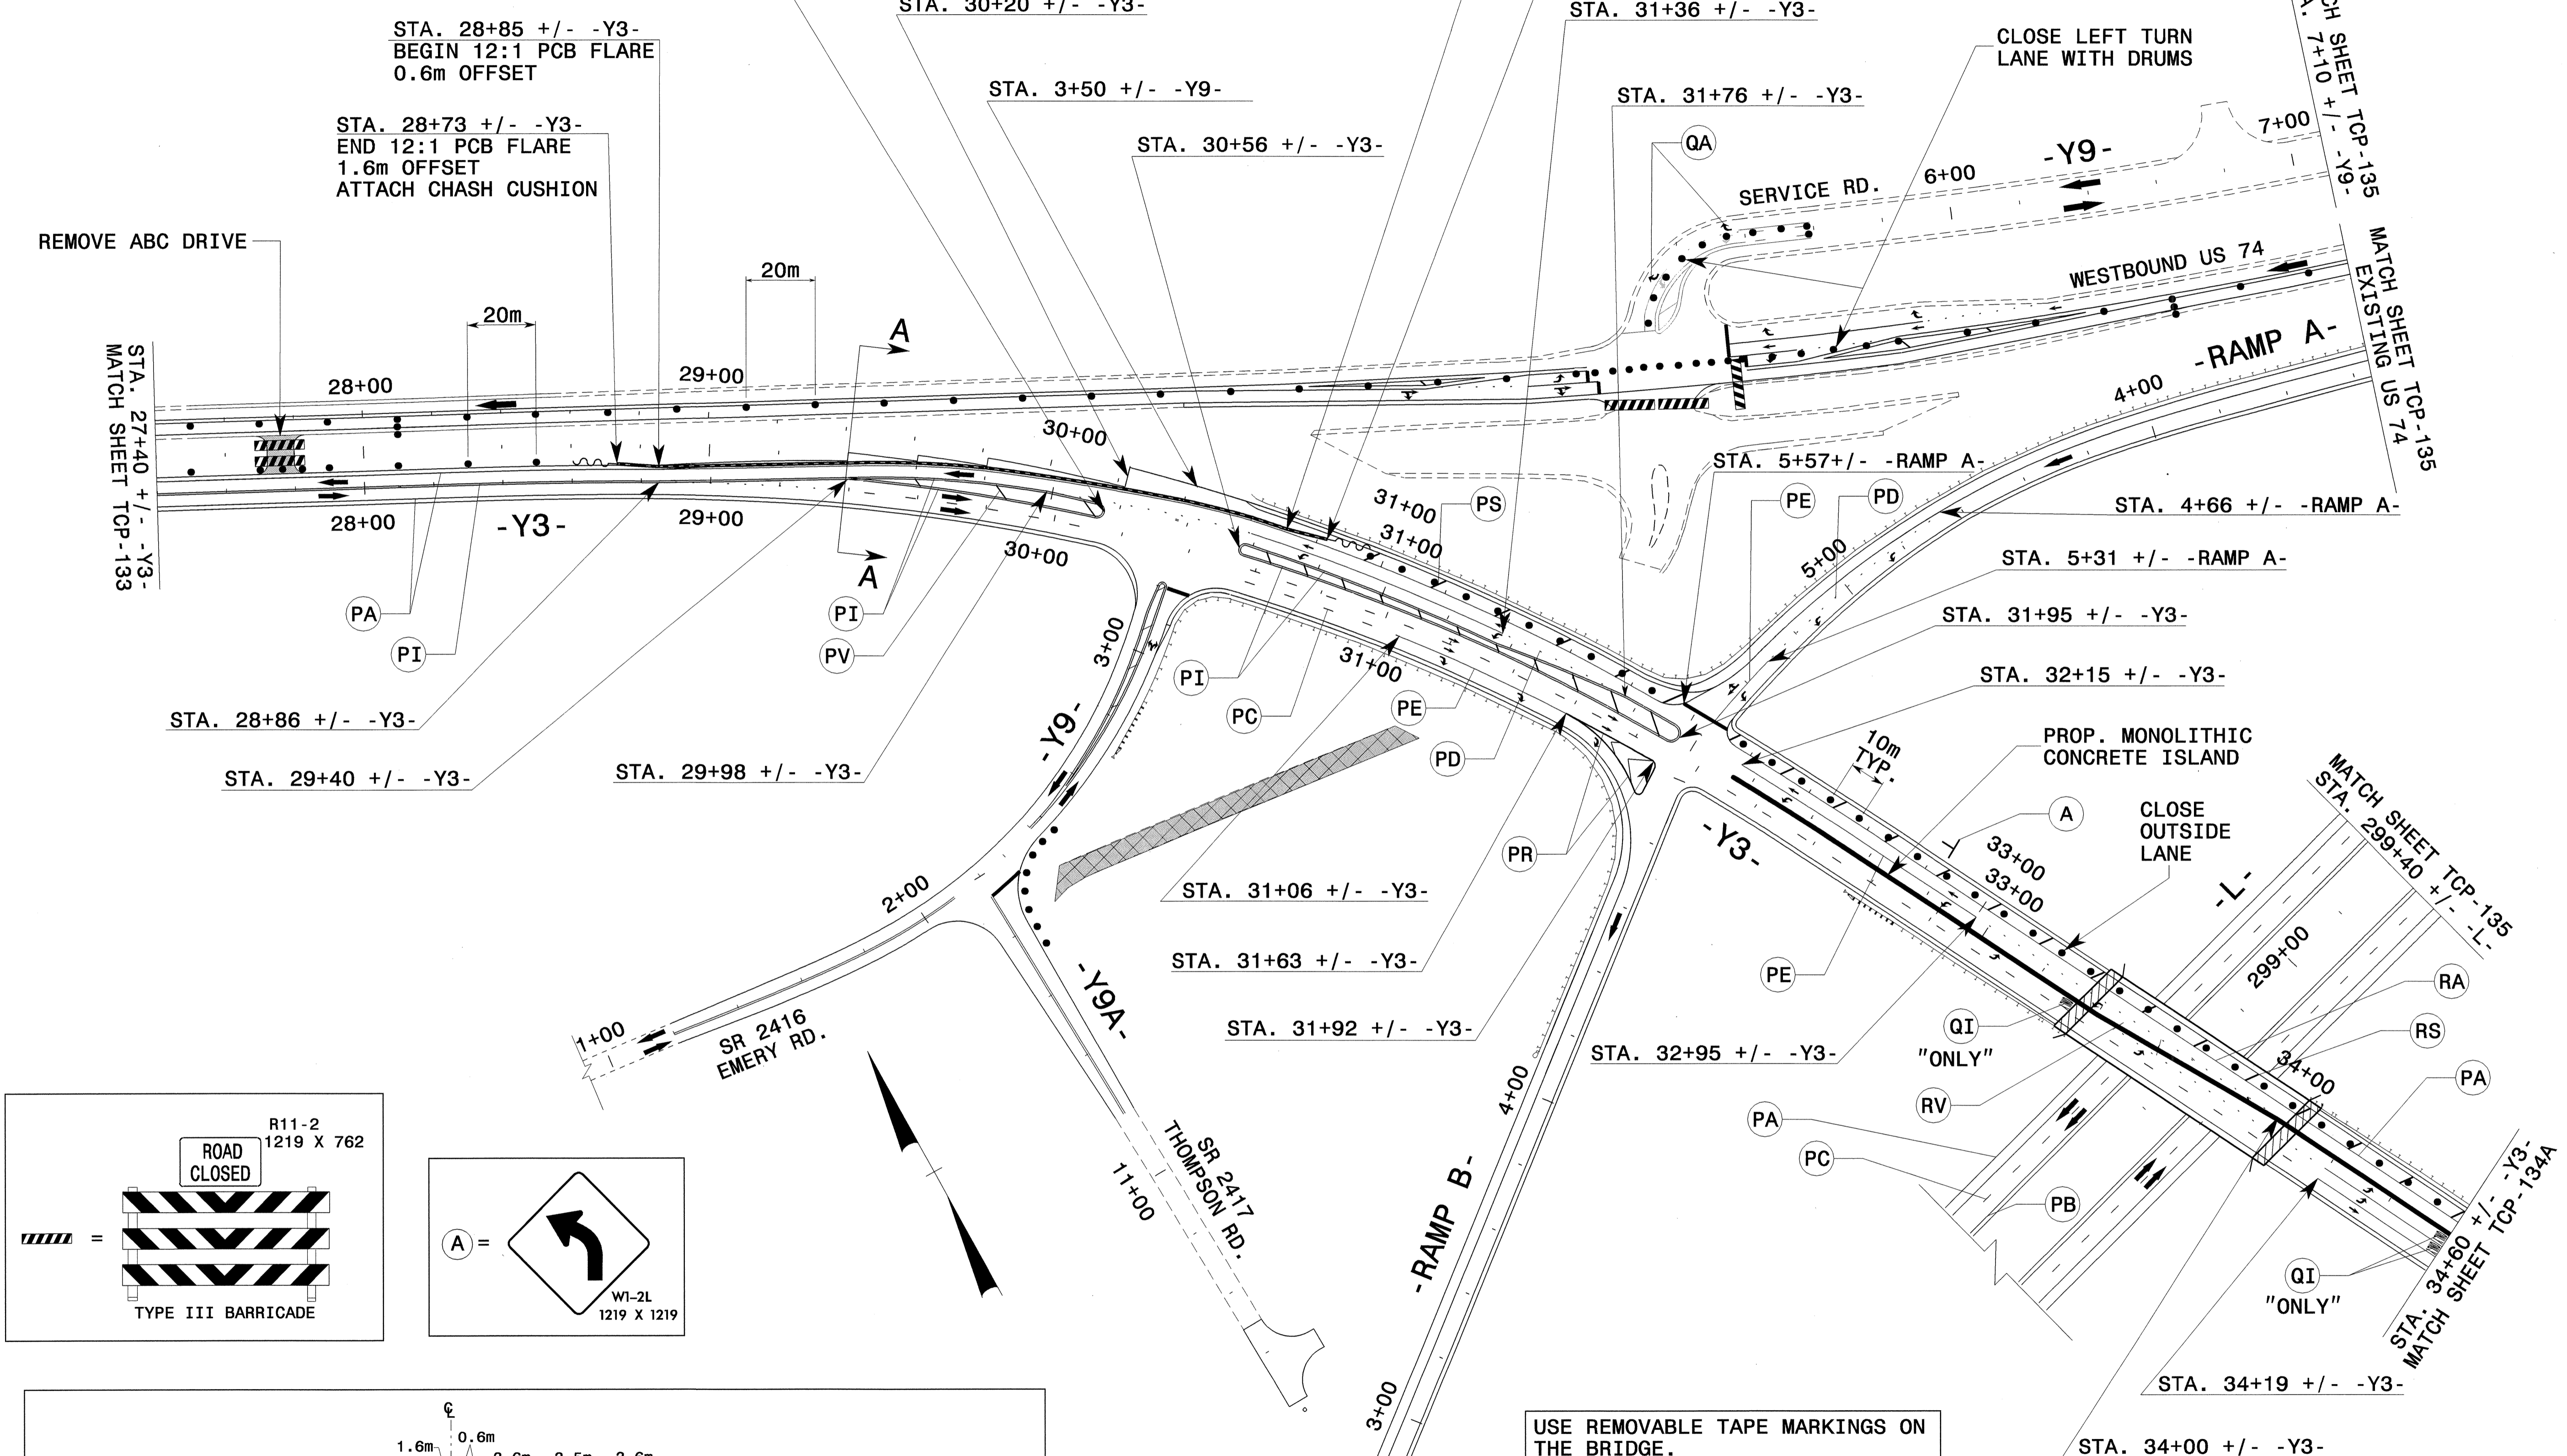 STA. 30+20 +/- -Y3-
STA. 31+36 +/- -Y3-
STA. 28+85 +/- -Y3-
BEGIN 12:1 PCB FLARE
0.6m OFFSET
CLOSE LEFT TURN
LANE WITH DRUMS
MATCH SHEET TCP-135
7+10 +/- -Y9-
STA. 3+50 +/- -Y9-
STA. 31+76 +/- -Y3-
STA. 28+73 +/- -Y3-
END 12:1 PCB FLARE
1.6m OFFSET
ATTACH CHASH CUSHION
STA. 30+56 +/- -Y3-
QA
7+00
-Y9-
6+00
SERVICE RD.
REMOVE ABC DRIVE
WESTBOUND US 74
MATCH SHEET TCP-135
EXISTING US 74
20m
20m
A
-RAMP A-
28+00
29+00
4+00
STA. 27+40 +/- -Y3-
MATCH SHEET TCP-133
30+00
STA. 5+57+/- -RAMP A-
31+00
31+00
PS
PE
PD
STA. 4+66 +/- -RAMP A-
28+00
-Y3-
29+00
30+00
A
5+00
STA. 5+31 +/- -RAMP A-
PA
PI
PI
PV
3+00
31+00
STA. 31+95 +/- -Y3-
PI
PC
PE
PD
STA. 32+15 +/- -Y3-
STA. 28+86 +/- -Y3-
-Y9-
10m
TYP.
PROP. MONOLITHIC
CONCRETE ISLAND
STA. 29+40 +/- -Y3-
STA. 29+98 +/- -Y3-
MATCH SHEET TCP-135
STA. 299+40 +/- -L-
A
CLOSE
OUTSIDE
LANE
PR
-Y3-
33+00
33+00
2+00
STA. 31+06 +/- -Y3-
-L-
STA. 31+63 +/- -Y3-
PE
299+00
RA
-Y9A-
STA. 31+92 +/- -Y3-
QI
"ONLY"
RS
1+00
SR 2416
EMERY RD.
STA. 32+95 +/- -Y3-
34+00
PA
4+00
RV
PA
PC
PB
R11-2
1219 X 762
ROAD
CLOSED
=
TYPE III BARRICADE
A
=
W1-2L
1219 X 1219
SR 2417
THOMPSON RD.
11+00
-RAMP B-
STA. 34+60 +/- -Y3-
MATCH SHEET TCP-134A
QI
"ONLY"
3+00
STA. 34+19 +/- -Y3-
1.6m
0.6m
USE REMOVABLE TAPE MARKINGS ON
THE BRIDGE.
STA. 34+00 +/- -Y3-